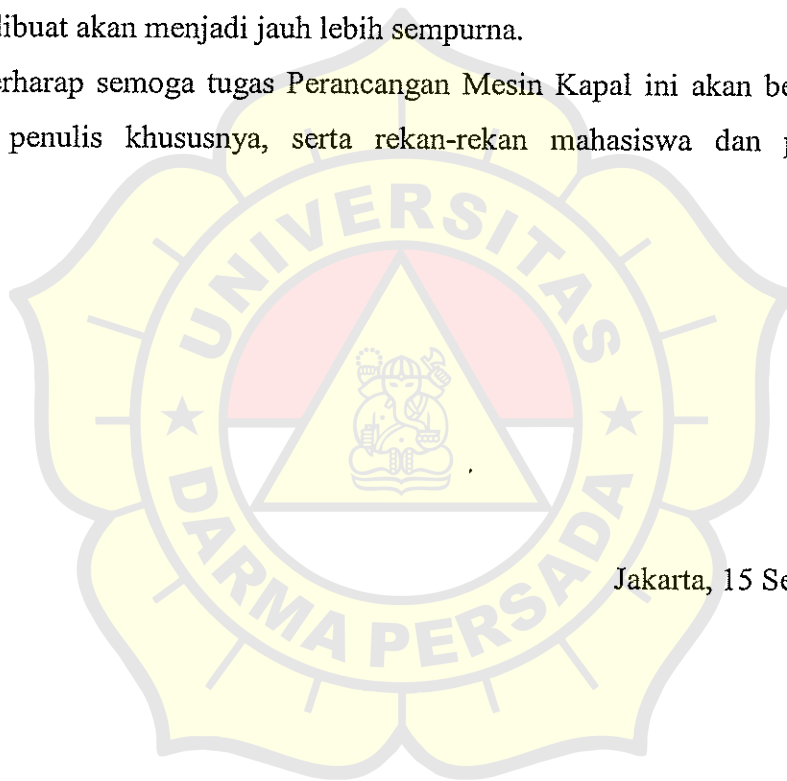 dibuat akan menjadi jauh lebih sempurna.
erharap semoga tugas Perancangan Mesin Kapal ini akan be
penulis khususnya, serta rekan-rekan mahasiswa dan p
UNIVERSITAS
DARMA PERSADA
Jakarta, 15 Se